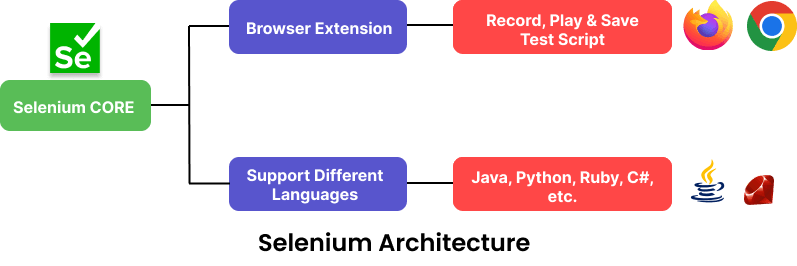 Se
Selenium CORE
Browser Extension
Record, Play & Save
Test Script
Support Different
Languages
Java, Python, Ruby, C#,
etc.
Selenium Architecture